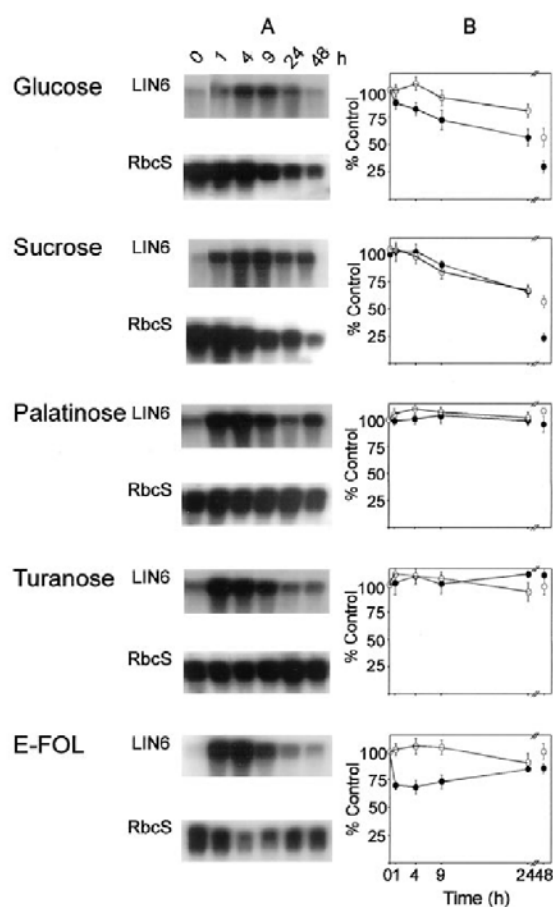 A
B
0 1 4 9 24 48 h
Glucose
LIN6
RbcS
% Control
100
75
50
25
Sucrose
LIN6
RbcS
% Control
100
75
50
25
Palatinose
LIN6
RbcS
% Control
100
75
50
25
Turanose
LIN6
RbcS
% Control
100
75
50
25
E-FOL
LIN6
RbcS
% Control
100
75
50
25
01 4 9 2448
Time (h)